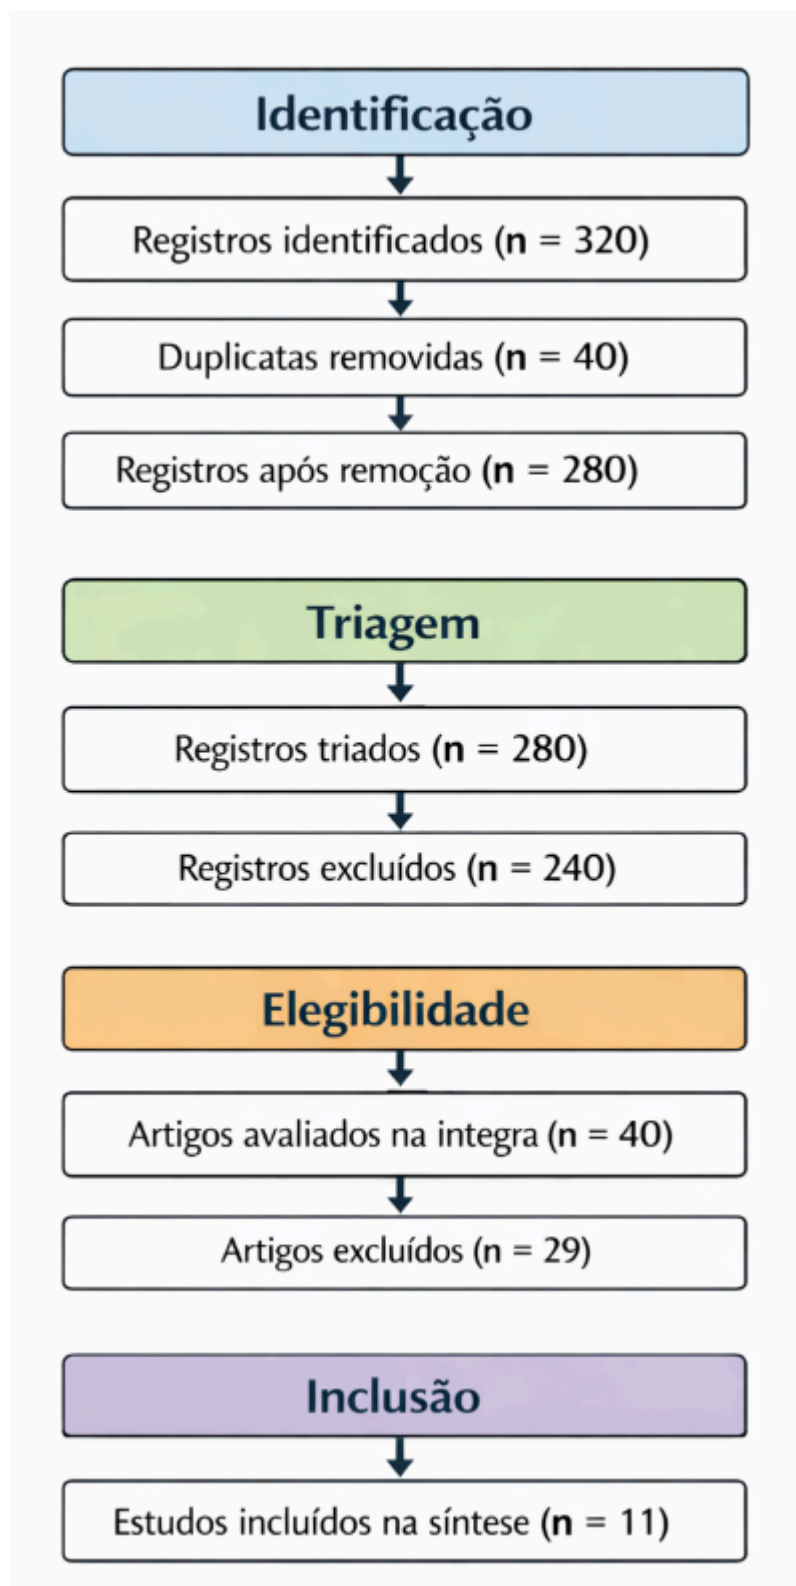 Identificação
Registros identificados (n = 320)
Duplicatas removidas (n = 40)
Registros após remoção (n = 280)
Triagem
Registros triados (n = 280)
Registros excluídos (n = 240)
Elegibilidade
Artigos avaliados na integra (n = 40)
Artigos excluídos (n = 29)
Inclusão
Estudos incluídos na síntese (n = 11)